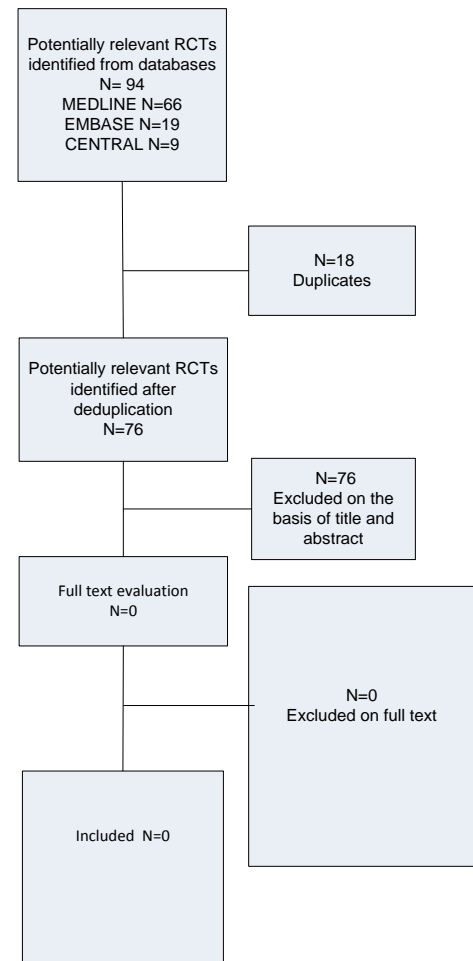 Potentially relevant RCTs
identified from databases
N= 94
MEDLINE N=66
EMBASE N=19
CENTRAL N=9
N=18
Duplicates
Potentially relevant RCTs
identified after
deduplication
N=76
N=76
Excluded on the
basis of title and
abstract
Full text evaluation
N=0
N=0
Excluded on full text
Included N=0